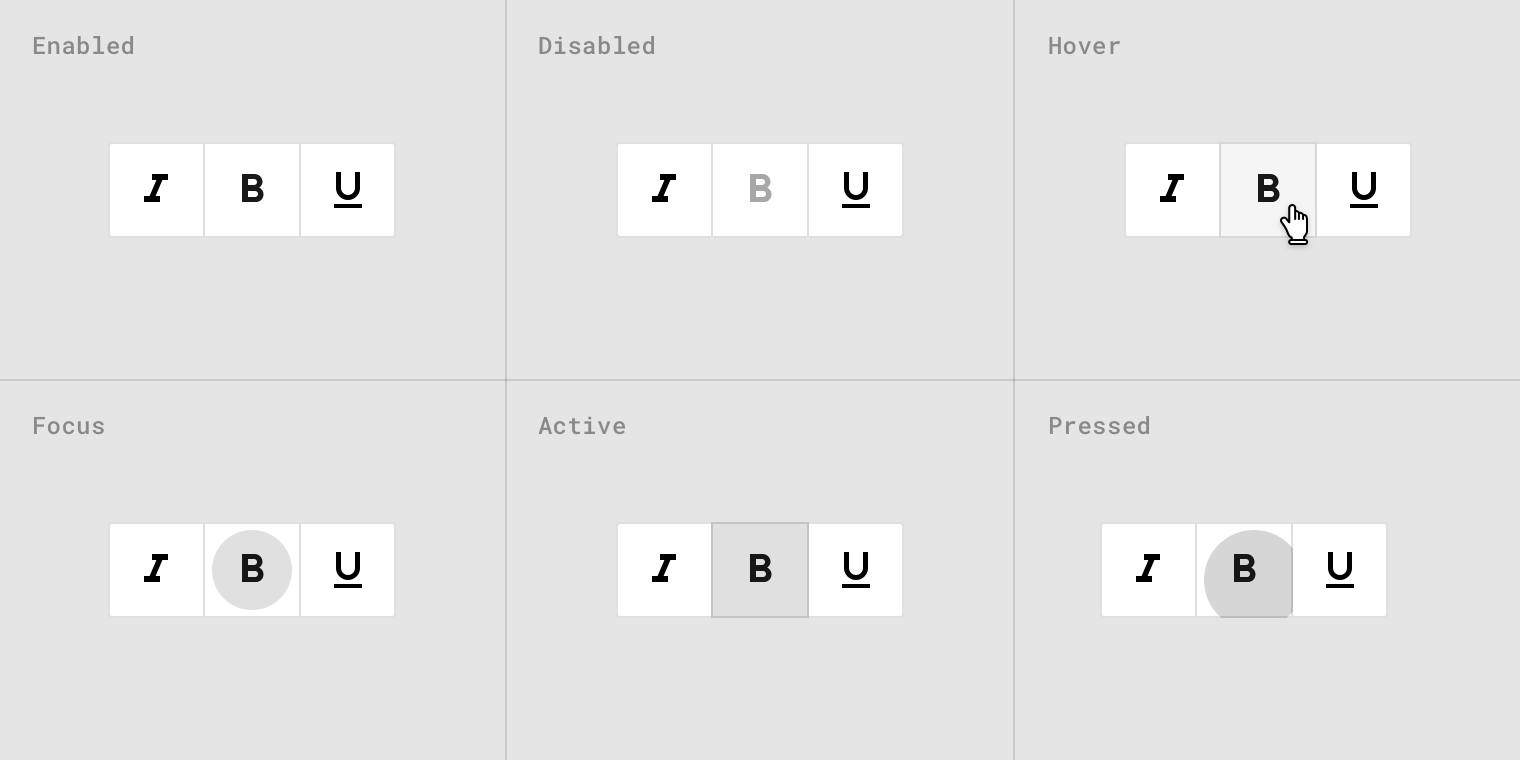 Enabled
Disabled
Hover
I B U
I B U
I B U
Focus
Active
Pressed
I B U
I B U
I B U